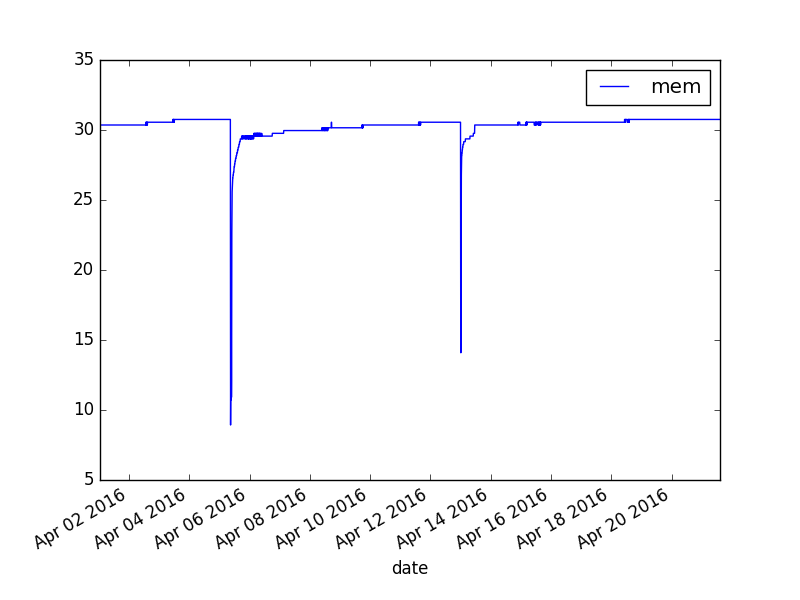 35
mem
30
25
20
15
10
5
Apr 02 2016
Apr 04 2016
Apr 06 2016
Apr 08 2016
Apr 10 2016
Apr 12 2016
Apr 14 2016
Apr 16 2016
Apr 18 2016
Apr 20 2016
date